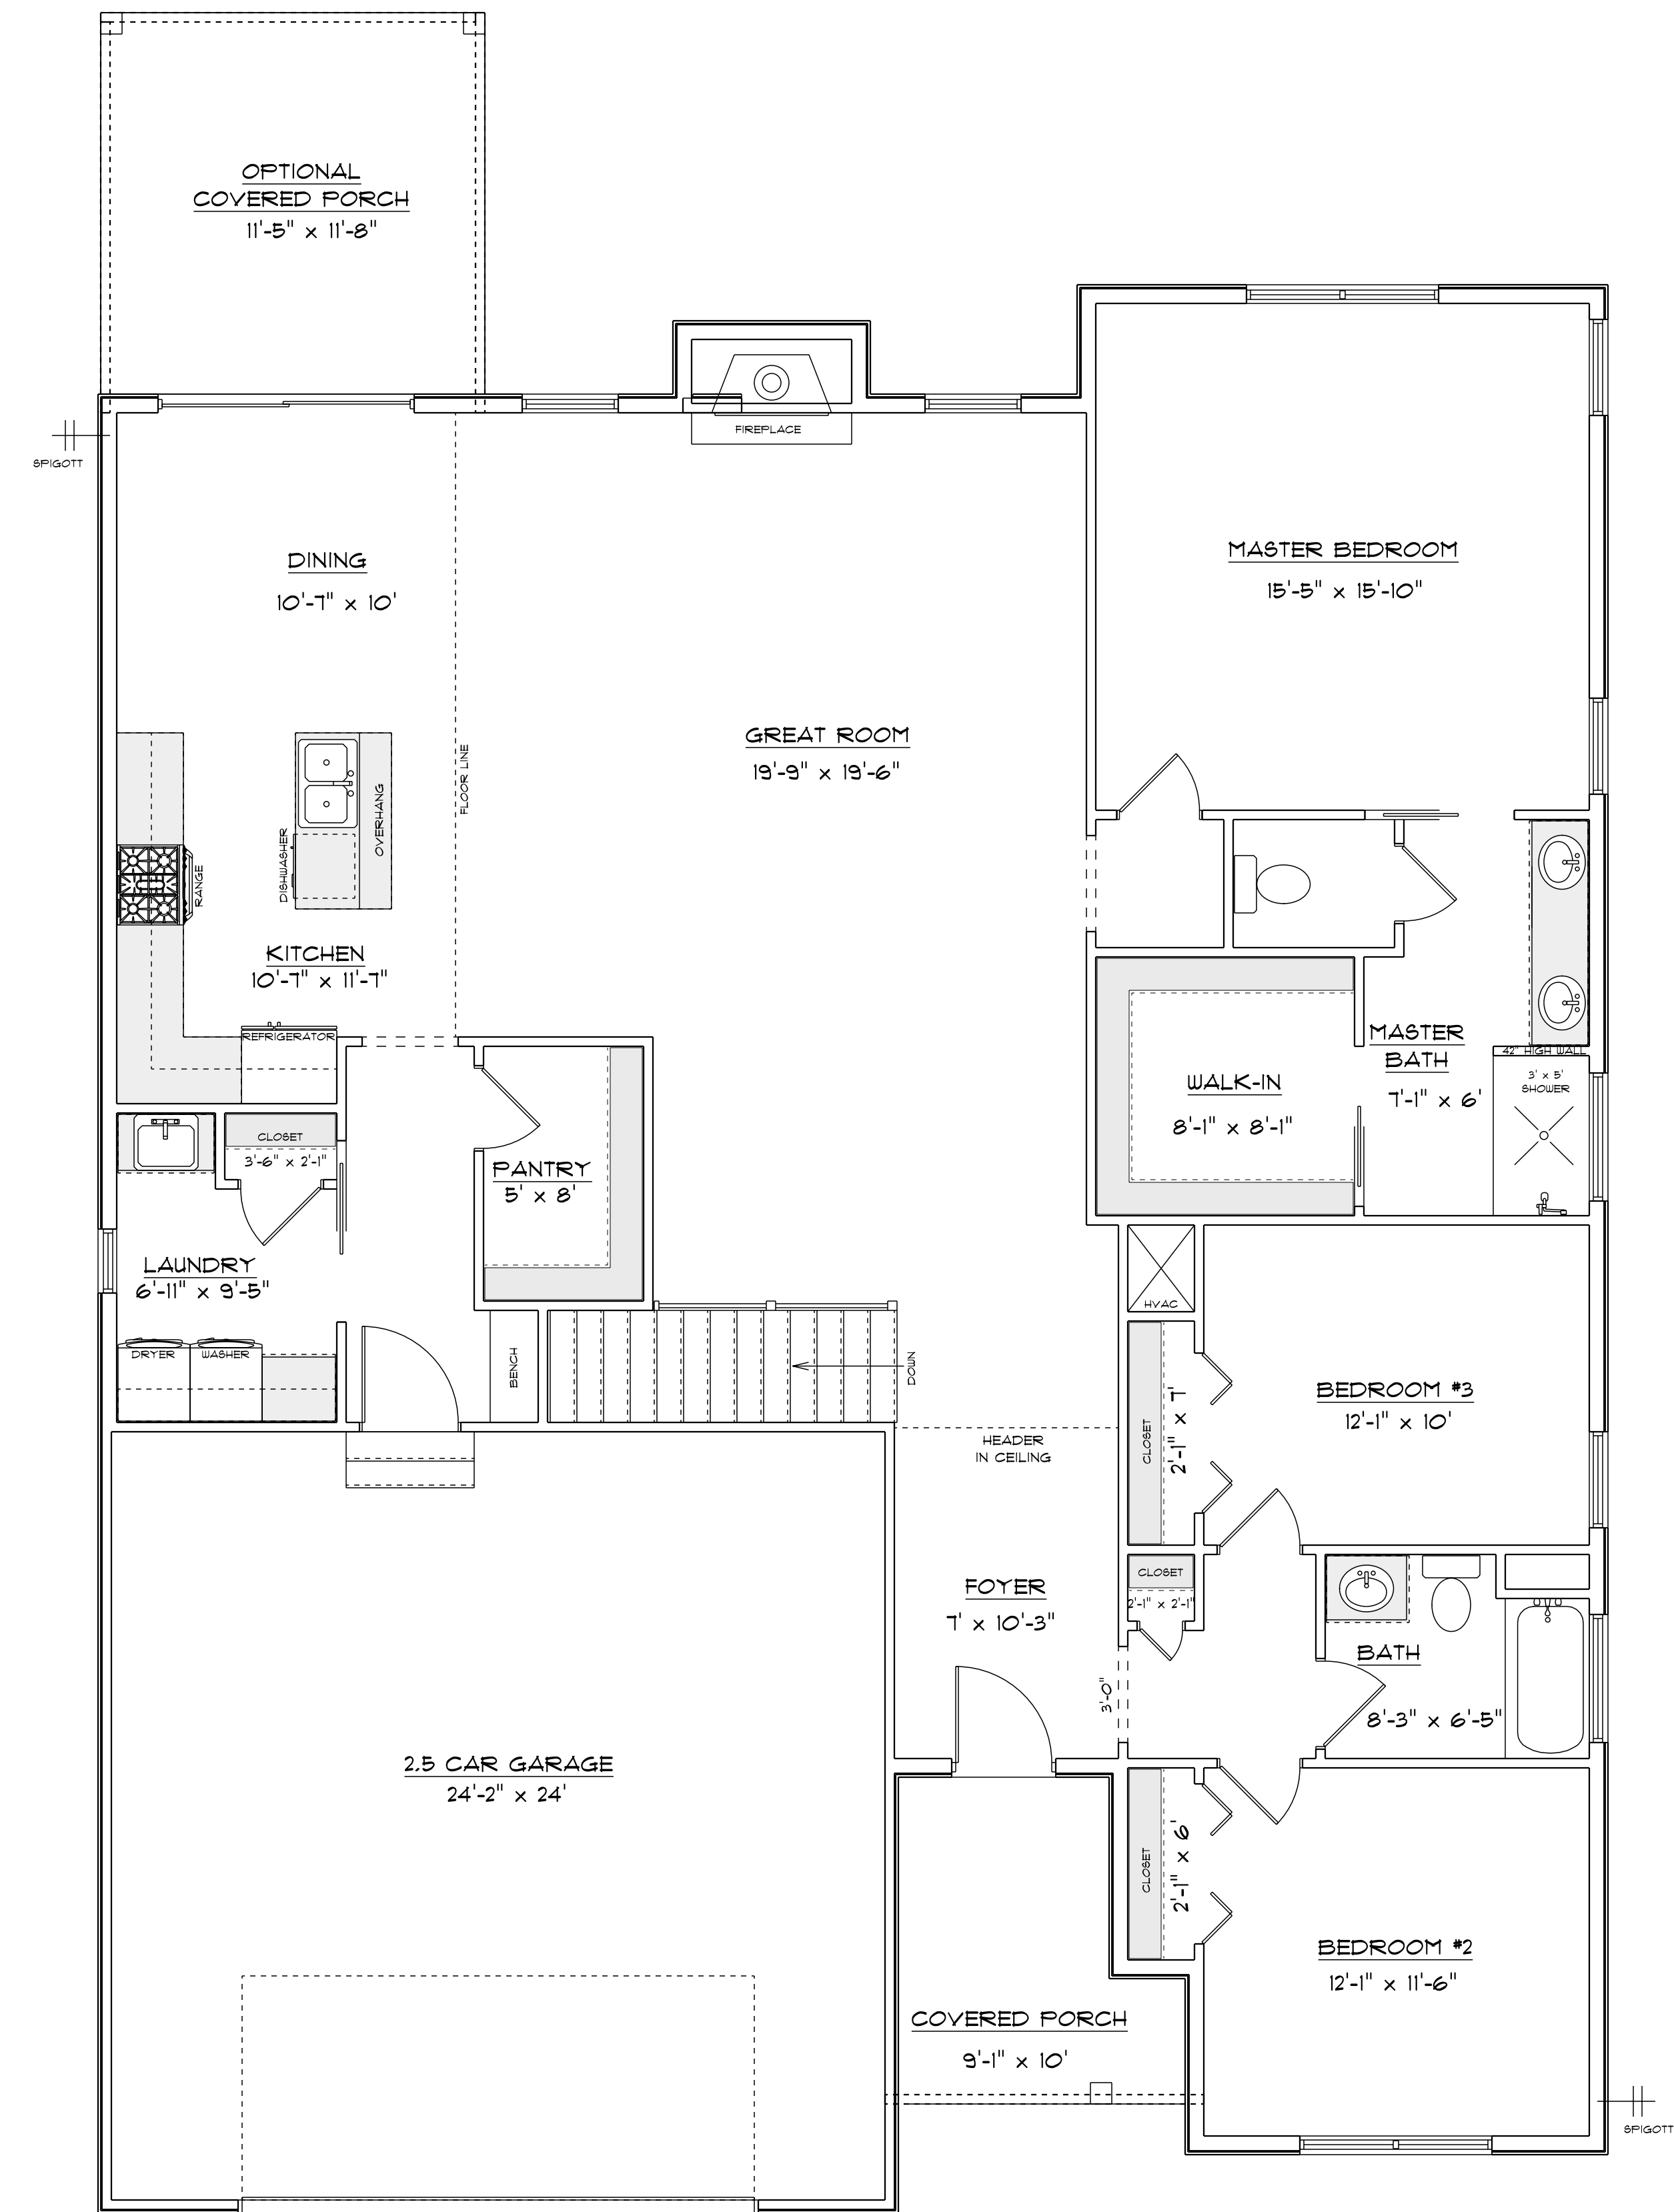 OPTIONAL
COVERED PORCH
11'-5" x 11'-8"
SPIGOTT
FIREPLACE
DINING
10'-7" x 10'
MASTER BEDROOM
15'-5" x 15'-10"
GREAT ROOM
19'-9" x 19'-6"
FLOOR LINE
OVERHANG
DISHWASHER
RANGE
KITCHEN
10'-7" x 11'-7"
REFRIGERATOR
MASTER
BATH
7'-1" x 6'
42" HIGH WALL
3' x 5'
SHOWER
WALK-IN
8'-1" x 8'-1"
CLOSET
3'-6" x 2'-1"
PANTRY
5' x 8'
LAUNDRY
6'-11" x 9'-5"
DRYER
WASHER
BENCH
DOWN
HVAC
CLOSET
2'-1" x 7'
BEDROOM #3
12'-1" x 10'
HEADER
IN CEILING
CLOSET
2'-1" x 2'-1"
FOYER
7' x 10'-3"
3'-0"
BATH
8'-3" x 6'-5"
2.5 CAR GARAGE
24'-2" x 24'
CLOSET
2'-1" x 6'
BEDROOM #2
12'-1" x 11'-6"
COVERED PORCH
9'-1" x 10'
SPIGOTT